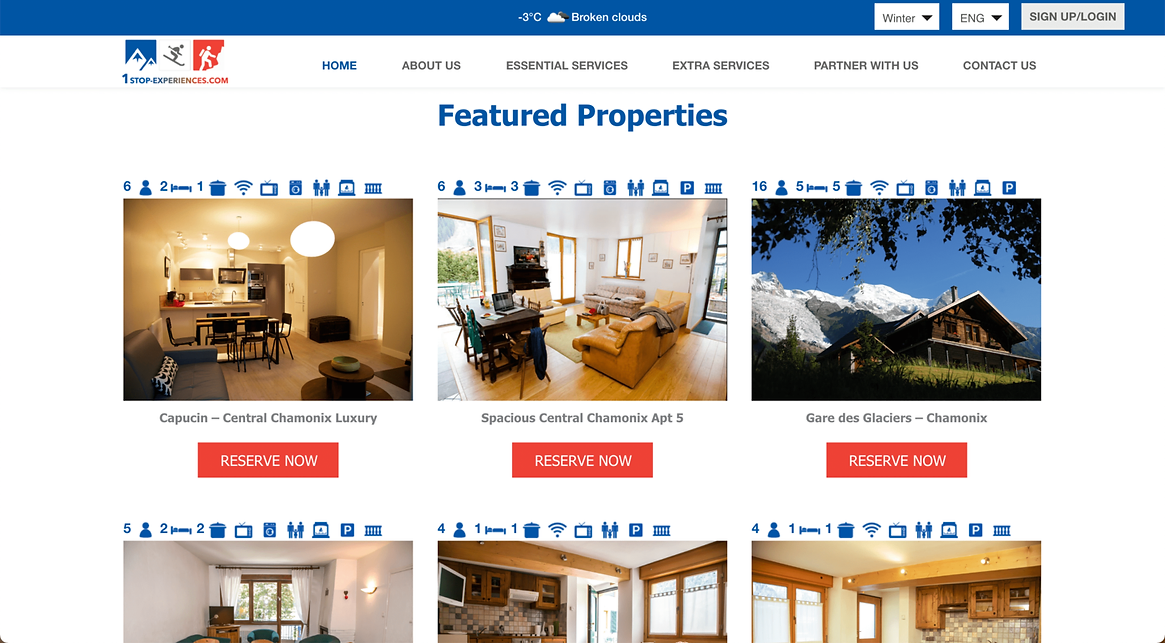 -3°C Broken clouds
Winter
ENG
SIGN UP/LOGIN
1STOP-EXPERIENCES.COM
HOME
ABOUT US
ESSENTIAL SERVICES
EXTRA SERVICES
PARTNER WITH US
CONTACT US
Featured Properties
6 2 1
6 3 3 P
16 5 5 P
Capucin – Central Chamonix Luxury
Spacious Central Chamonix Apt 5
Gare des Glaciers – Chamonix
RESERVE NOW
RESERVE NOW
RESERVE NOW
5 2 2 P
4 1 1 P
4 1 1 P